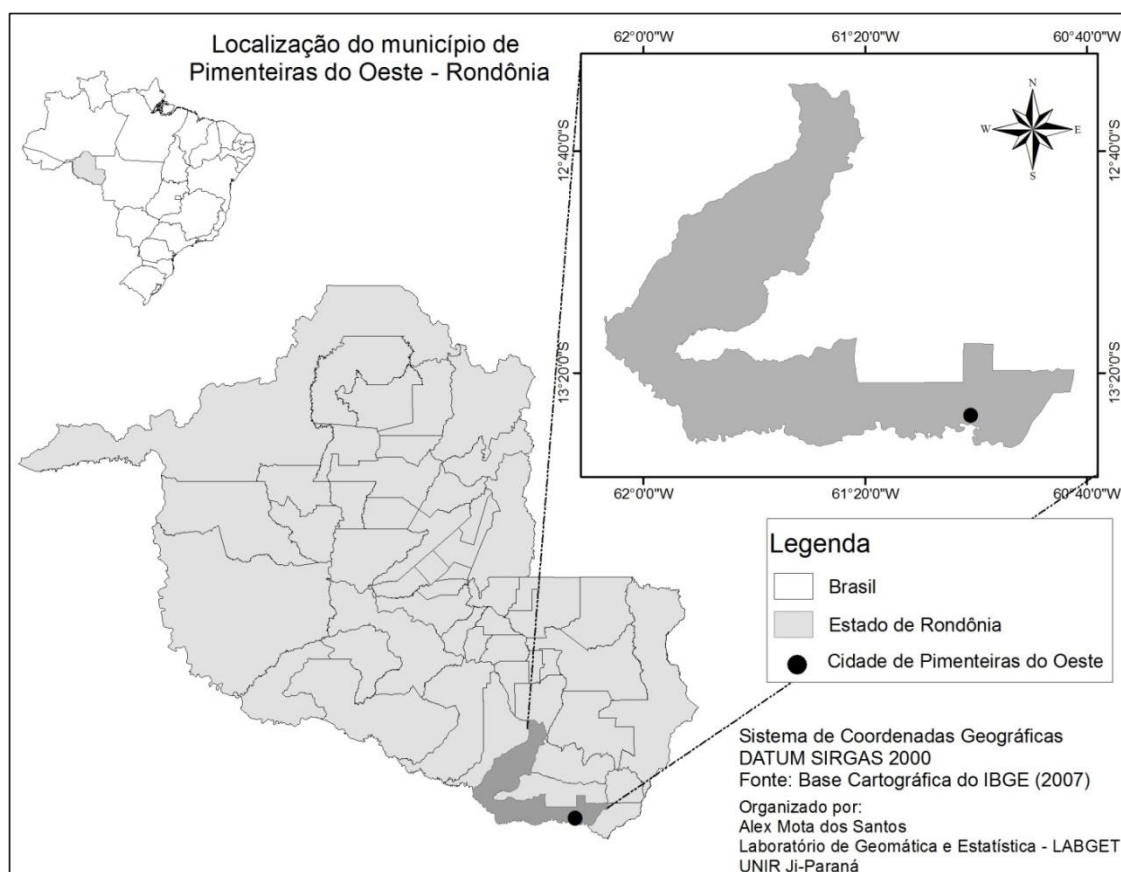 Localização do município de
Pimenteiras do Oeste - Rondônia
62°0'0"W
61°20'0"W
60°40'0"W
N
W
E
S
12°40'0"S
12°40'0"S
13°20'0"S
13°20'0"S
62°0'0"W
61°20'0"W
60°40'0"W
Legenda
Brasil
Estado de Rondônia
Cidade de Pimenteiras do Oeste
Sistema de Coordenadas Geográficas
DATUM SIRGAS 2000
Fonte: Base Cartográfica do IBGE (2007)
Organizado por:
Alex Mota dos Santos
Laboratório de Geomática e Estatística - LABGET
UNIR Ji-Paraná